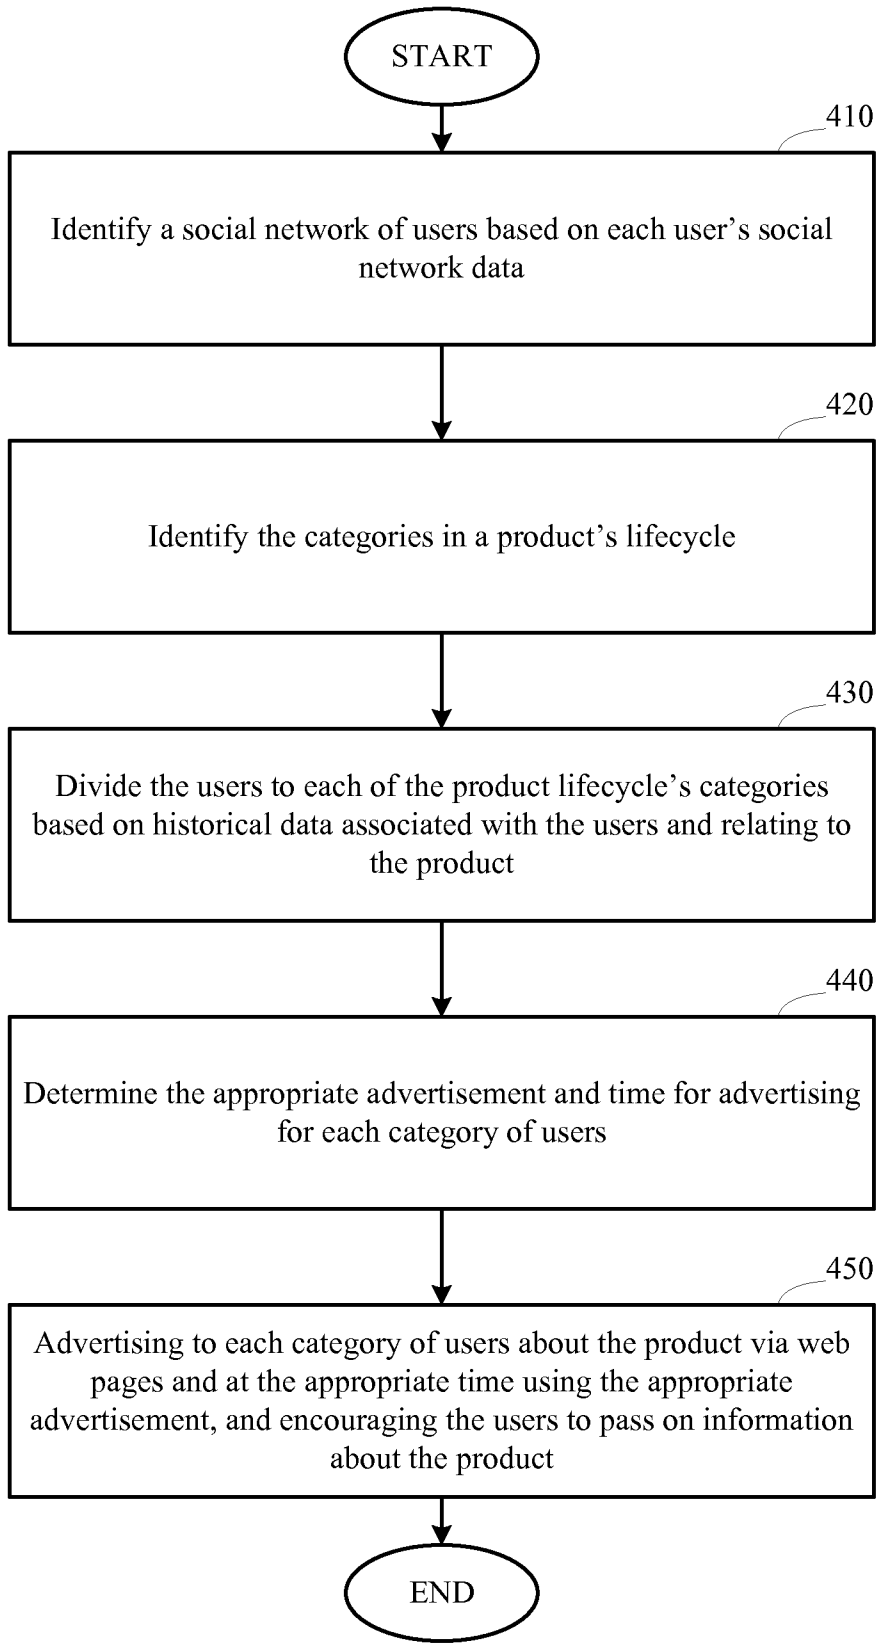 START
410
Identify a social network of users based on each user’s social
network data
420
Identify the categories in a product’s lifecycle
430
Divide the users to each of the product lifecycle’s categories
based on historical data associated with the users and relating to
the product
440
Determine the appropriate advertisement and time for advertising
for each category of users
450
Advertising to each category of users about the product via web
pages and at the appropriate time using the appropriate
advertisement, and encouraging the users to pass on information
about the product
END